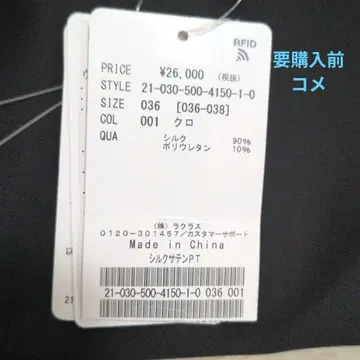 RFID
要購入前
コメ
PRICE ¥26,000 (税抜)
STYLE 21-030-500-4150-1-0
SIZE 036 [036-038]
COL 001 クロ
QUA シルク 90%
ポリウレタン 10%
(株) ラクラス
0120-301457/カスタマーサポート
Made in China
シルクサテンPT
21-030-500-4150-1-0 036 001